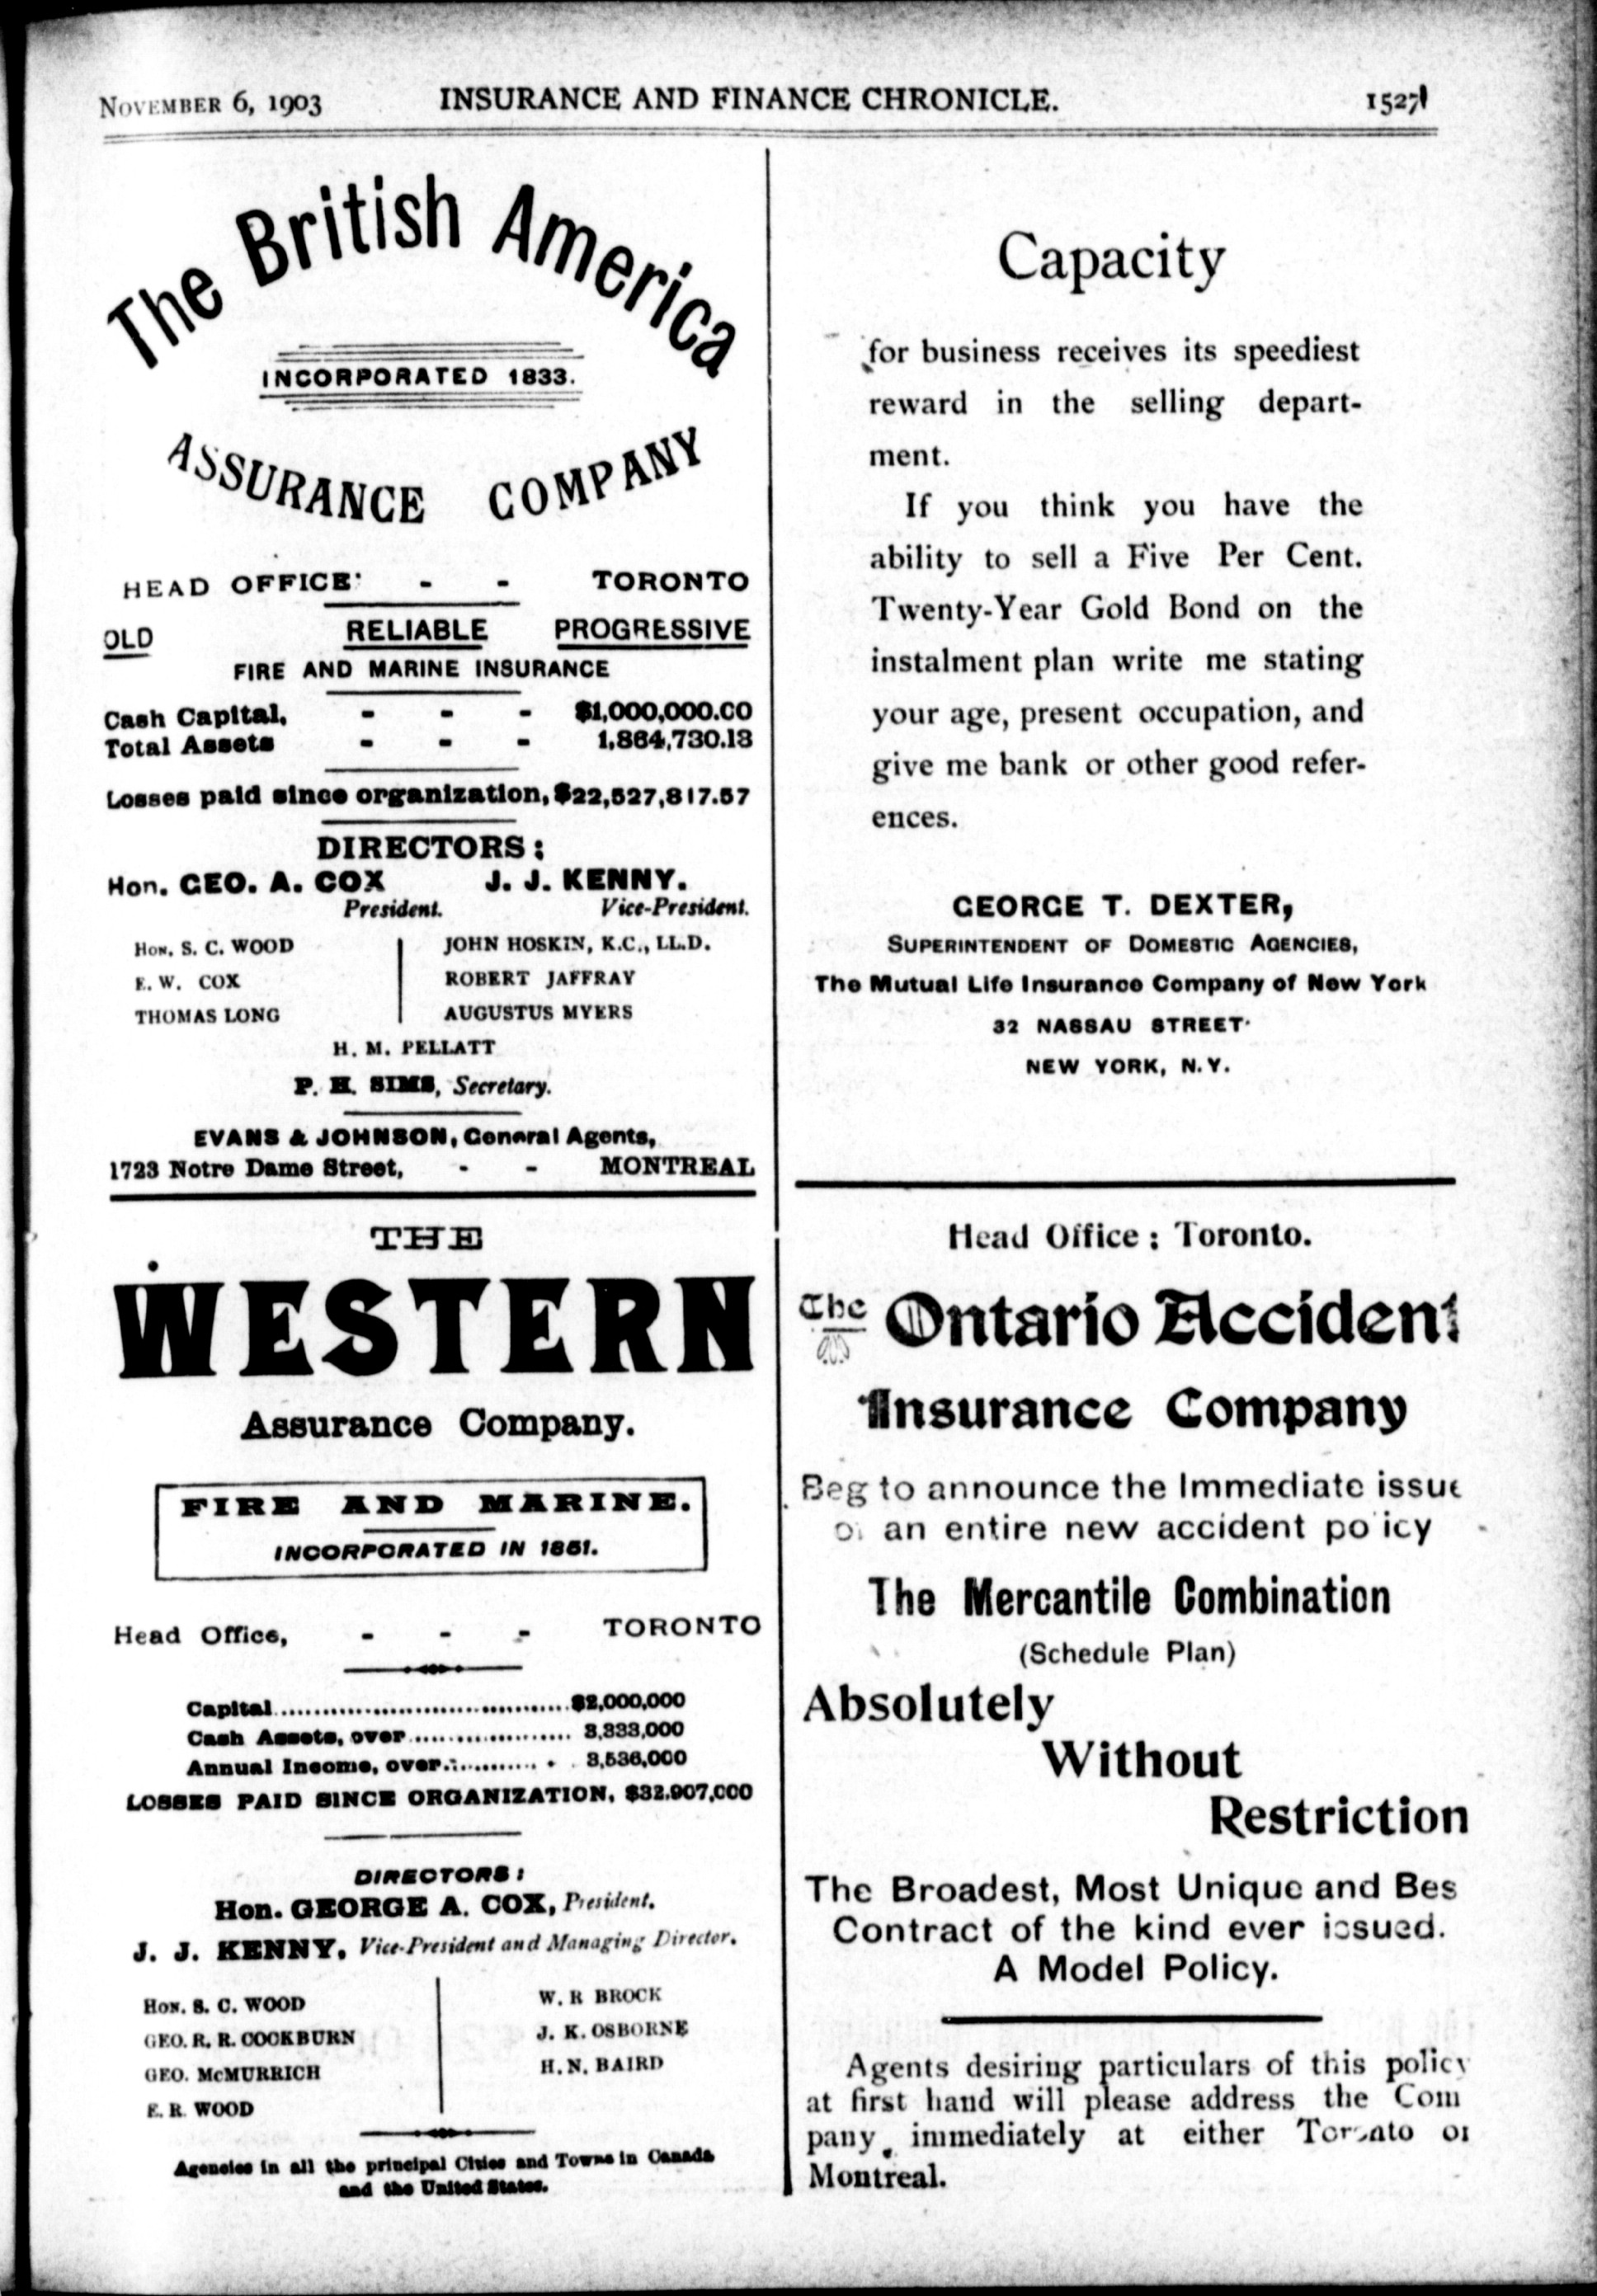 NOVEMBER 6, 1903 INSURANCE AND FINANCE CHRONICLE. 1527
The British America
INCORPORATED 1833.
ASSURANCE COMPANY
HEAD OFFICE - - TORONTO
OLD RELIABLE PROGRESSIVE
FIRE AND MARINE INSURANCE
Cash Capital, - - - $1,000,000.00
Total Assets - - - 1,864,730.13
Losses paid since organization, $22,527,817.57
DIRECTORS:
Hon. GEO. A. COX J. J. KENNY.
President. Vice-President.
HON. S. C. WOOD JOHN HOSKIN, K.C., LL.D.
E. W. COX ROBERT JAFFRAY
THOMAS LONG AUGUSTUS MYERS
H. M. PELLATT
P. H. SIMS, Secretary.
EVANS & JOHNSON, General Agents,
1723 Notre Dame Street, - - MONTREAL
THE
WESTERN
Assurance Company.
FIRE AND MARINE.
INCORPORATED IN 1851.
Head Office, - - - TORONTO
Capital.................................$2,000,000
Cash Assets, over.................... 3,333,000
Annual Income, over............ 3,536,000
LOSSES PAID SINCE ORGANIZATION, $32,907,000
DIRECTORS:
Hon. GEORGE A. COX, President.
J. J. KENNY, Vice-President and Managing Director.
HON. S. C. WOOD W. R BROCK
GEO. R. R. COCKBURN J. K. OSBORNE
GEO. McMURRICH H. N. BAIRD
E. R. WOOD
Agencies in all the principal Cities and Towns in Canada
and the United States.
Capacity
for business receives its speediest
reward in the selling depart-
ment.
If you think you have the
ability to sell a Five Per Cent.
Twenty-Year Gold Bond on the
instalment plan write me stating
your age, present occupation, and
give me bank or other good refer-
ences.
GEORGE T. DEXTER,
SUPERINTENDENT OF DOMESTIC AGENCIES,
The Mutual Life Insurance Company of New York
32 NASSAU STREET
NEW YORK, N.Y.
Head Office: Toronto.
The Ontario Accident
Insurance Company
Beg to announce the Immediate issue
of an entire new accident policy
The Mercantile Combination
(Schedule Plan)
Absolutely
Without
Restriction
The Broadest, Most Unique and Bes
Contract of the kind ever issued.
A Model Policy.
Agents desiring particulars of this policy
at first hand will please address the Com
pany, immediately at either Toronto or
Montreal.